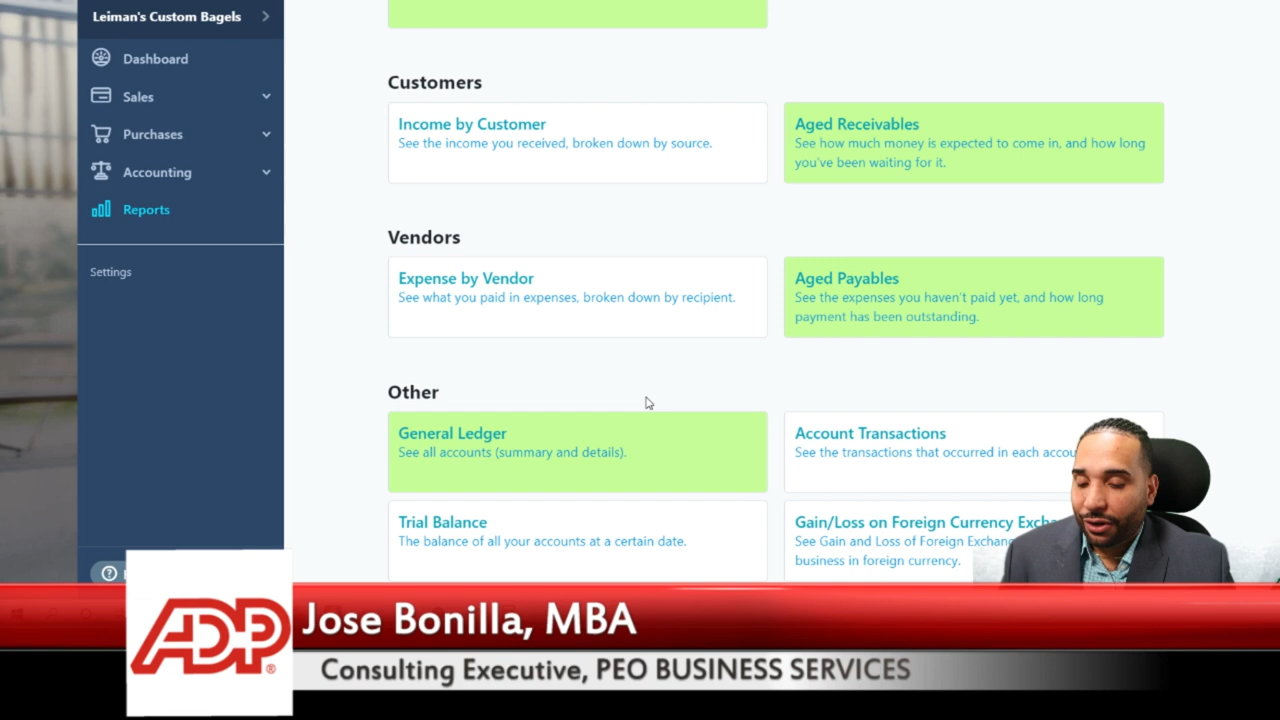 Leiman's Custom Bagels
Dashboard
Sales
Purchases
Accounting
Reports
Settings
Customers
Income by Customer
See the income you received, broken down by source.
Aged Receivables
See how much money is expected to come in, and how long
you've been waiting for it.
Vendors
Expense by Vendor
See what you paid in expenses, broken down by recipient.
Aged Payables
See the expenses you haven't paid yet, and how long
payment has been outstanding.
Other
General Ledger
See all accounts (summary and details).
Account Transactions
See the transactions that occurred in each
Trial Balance
The balance of all your accounts at a certain date.
Gain/Loss on Foreign Currency
See Gain and Loss of Foreign
business in foreign currency.
ADP®
Jose Bonilla, MBA
Consulting Executive, PEO BUSINESS SERVICES